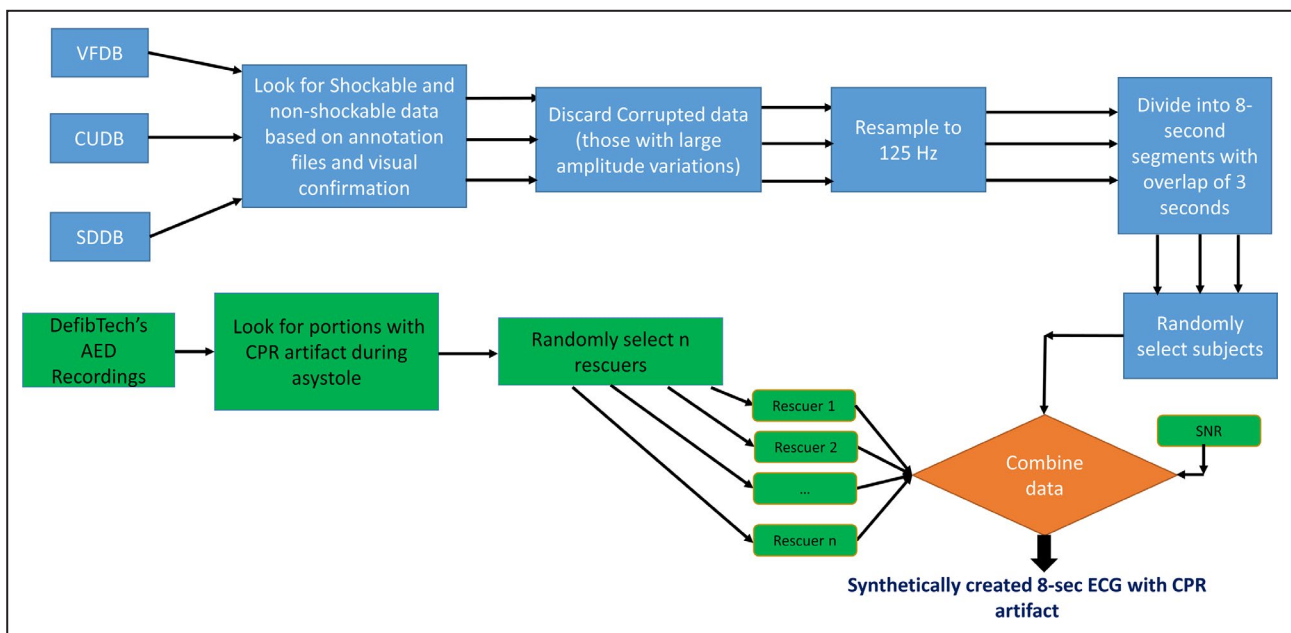 VFDB
CUDB
SDDB
Look for Shockable and
non-shockable data
based on annotation
files and visual
confirmation
Discard Corrupted data
(those with large
amplitude variations)
Resample to
125 Hz
Divide into 8-
second
segments with
overlap of 3
seconds
Randomly
select subjects
DefibTech's
AED
Recordings
Look for portions with
CPR artifact during
asystole
Randomly select n
rescuers
Rescuer 1
Rescuer 2
...
Rescuer n
SNR
Combine
data
Synthetically created 8-sec ECG with CPR
artifact